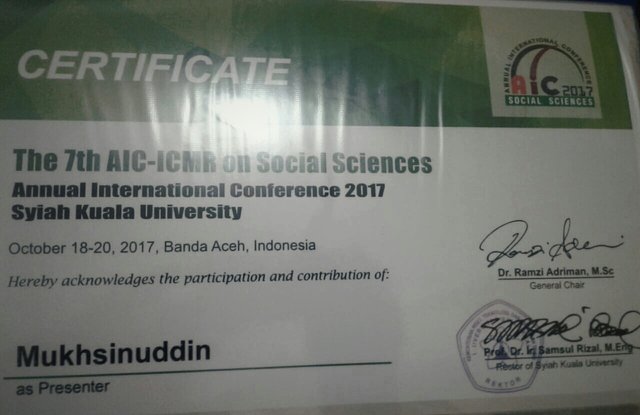 CERTIFICATE
ANNUAL INTERNATIONAL CONFERENCE
AIC 2017
SOCIAL SCIENCES
The 7th AIC-ICMR on Social Sciences
Annual International Conference 2017
Syiah Kuala University
October 18-20, 2017, Banda Aceh, Indonesia
Hereby acknowledges the participation and contribution of:
Mukhsinuddin
as Presenter
Dr. Ramzi Adriman, M.Sc
General Chair
Prof. Dr. Ir. Samsul Rizal, M.Eng
Rector of Syiah Kuala University
REKTOR